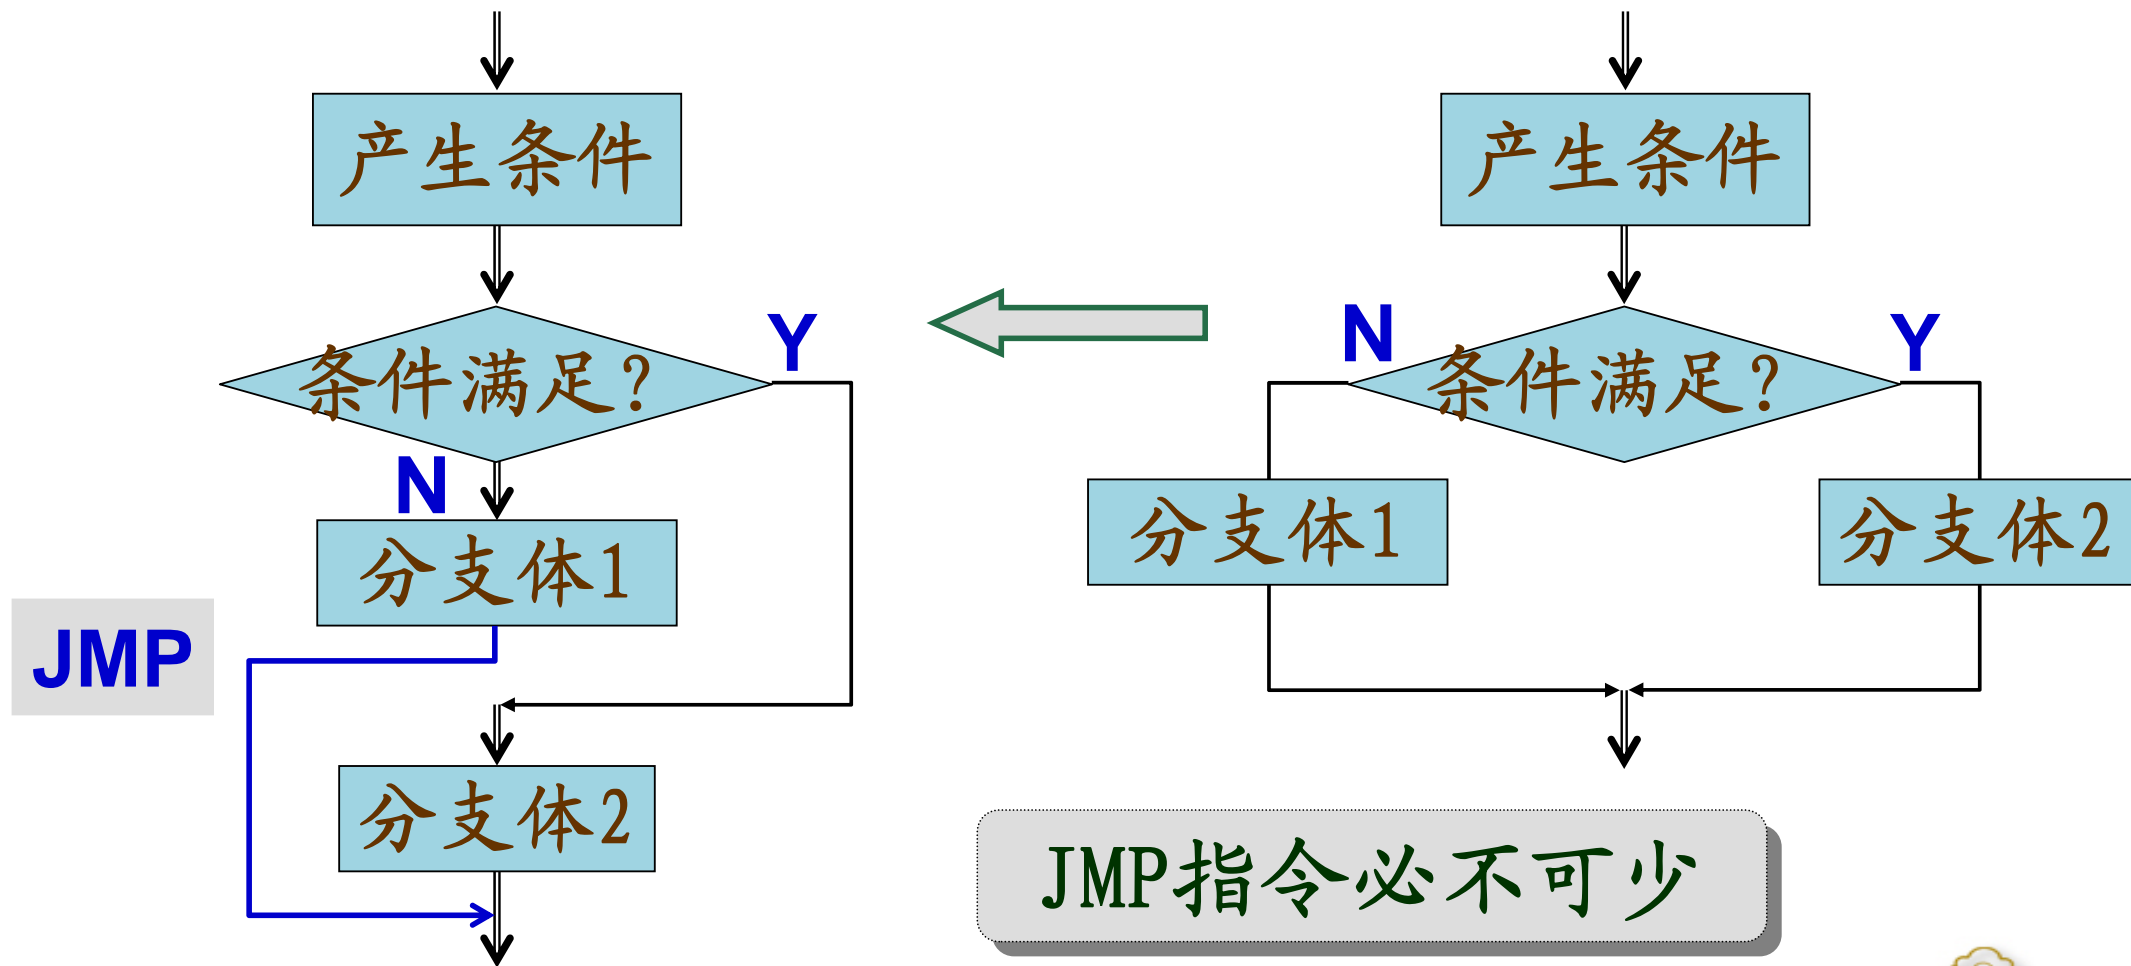 产生条件
条件满足?
Y
N
分支体1
JMP
分支体2
产生条件
N
条件满足?
Y
分支体1
分支体2
JMP指令必不可少